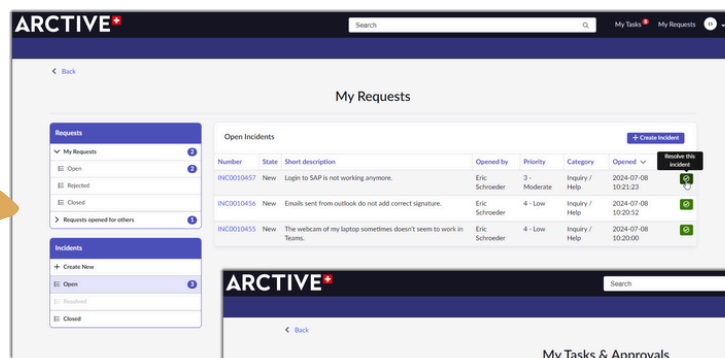 ARCTIVE
Search
My Tasks
My Requests
ES
Back
My Requests
Requests
My Requests 2
Open 2
Rejected
Closed
Requests opened for others 1
Incidents
+ Create New
Open 3
Resolved
Closed
Open Incidents
+ Create Incident
Resolve this
incident
Number State Short description Opened by Priority Category Opened
INC0010457 New Login to SAP is not working anymore. Eric 3 - Inquiry / 2024-07-08
Schroeder Moderate Help 10:21:23
INC0010456 New Emails sent from outlook do not add correct signature. Eric 4 - Low Inquiry / 2024-07-08
Schroeder Help 10:20:52
INC0010455 New The webcam of my laptop sometimes doesn't seem to work in Eric 4 - Low Inquiry / 2024-07-08
Teams. Schroeder Help 10:20:00
ARCTIVE
Search
Back
My Tasks & Approvals